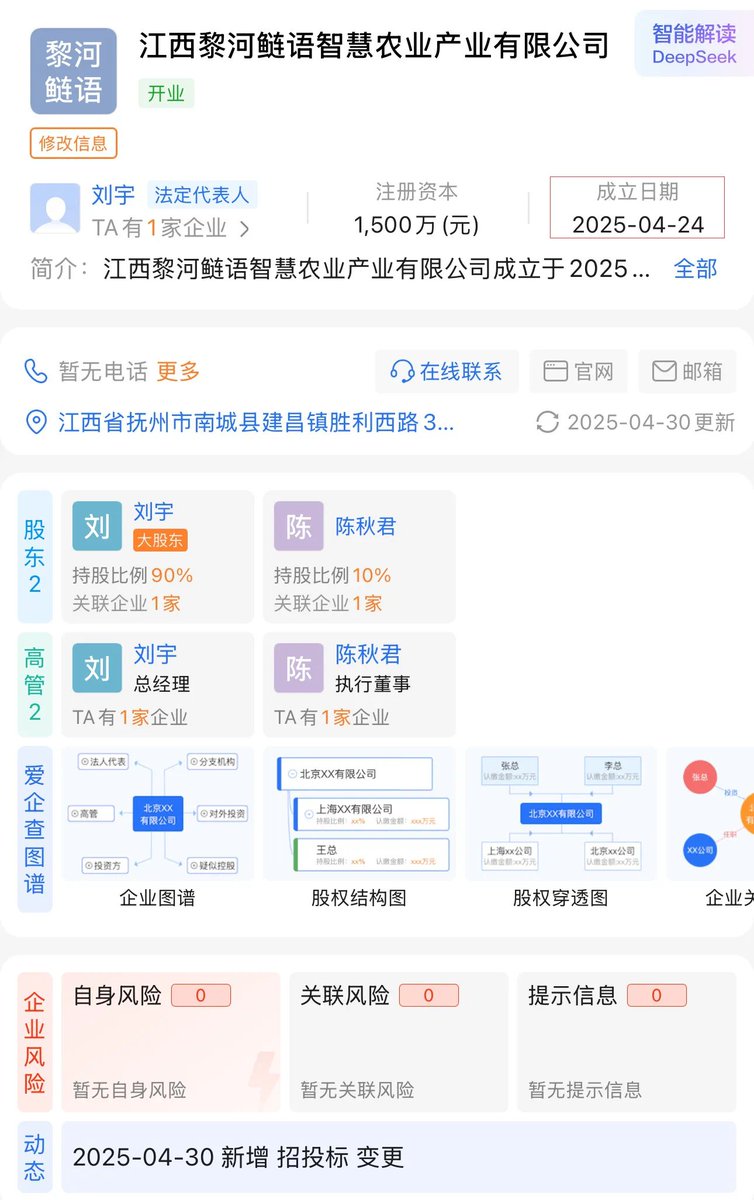 黎河
鲢语
江西黎河鲢语智慧农业产业有限公司
智能解读
DeepSeek
开业
修改信息
刘宇 法定代表人
TA有1家企业
注册资本
1,500万(元)
成立日期
2025-04-24
简介：江西黎河鲢语智慧农业产业有限公司成立于2025... 全部
暂无电话 更多 在线联系 官网 邮箱
江西省抚州市南城县建昌镇胜利西路3... 2025-04-30更新
股东2
刘 刘宇
大股东
持股比例90%
关联企业1家
陈 陈秋君
持股比例10%
关联企业1家
高管2
刘 刘宇
总经理
TA有1家企业
陈 陈秋君
执行董事
TA有1家企业
爱企查图谱
法人代表 分支机构
高管 北京XX
有限公司 对外投资
投资方 疑似控股
企业图谱
北京XX有限公司
上海XX有限公司
持股比例：xx% 认缴金额：xxx万元
王总
持股比例：xx% 认缴金额：xxx万元
股权结构图
张总 李总
认缴金额:xx万元 认缴金额:xx万元
北京XX有限公司
上海xx公司 北京xx公司
认缴金额:xx万元 认缴金额:xx万元
股权穿透图
张总
投资
任职
XX公司
企业关
企业风险
自身风险 0
暂无自身风险
关联风险 0
暂无关联风险
提示信息 0
暂无提示信息
动态
2025-04-30 新增 招投标 变更